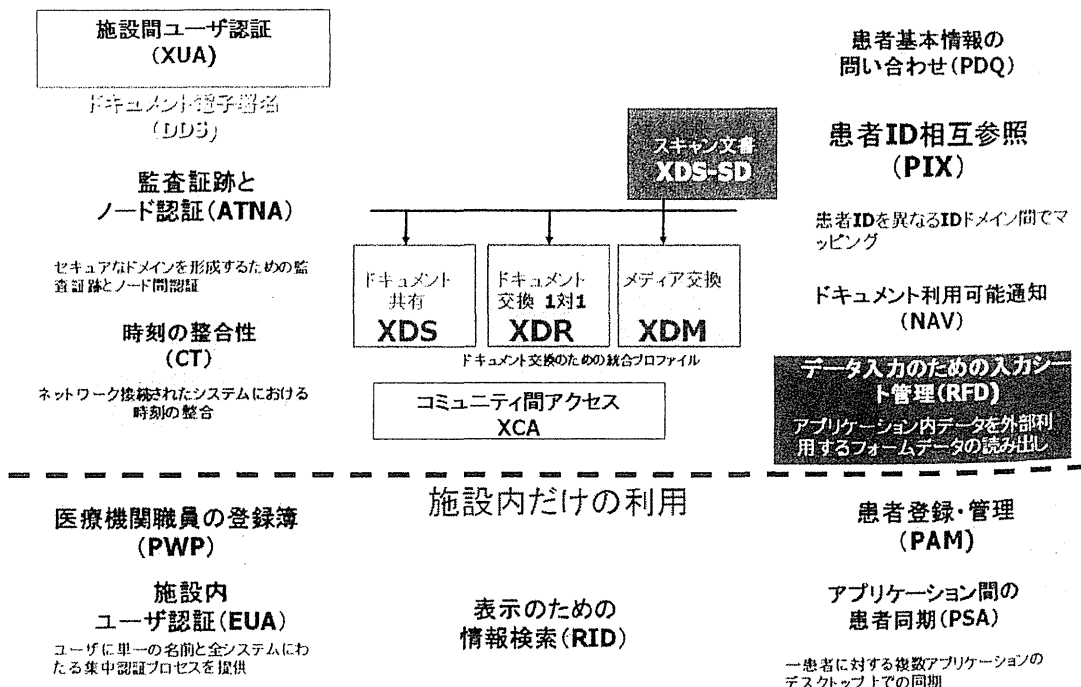 施設間ユーザ認証
(XUA)
ドキュメント電子署名
(DDS)
監査証跡と
ノード認証(ATNA)
セキュアなドメインを形成するための監
査証跡とノード間認証
時刻の整合性
(CT)
ネットワーク接続されたシステムにおける
時刻の整合
スキャン文書
XDS-SD
ドキュメント
共有
XDS
ドキュメント
交換 1対1
XDR
メディア交換
XDM
ドキュメント交換のための統合プロファイル
コミュニティ間アクセス
XCA
患者基本情報の
問い合わせ(PDQ)
患者ID相互参照
(PIX)
患者IDを異なるIDドメイン間でマ
ッピング
ドキュメント利用可能通知
(NAV)
データ入力のための入力シー
ト管理(RFD)
アプリケーション内データを外部利
用するフォームデータの読み出し
施設内だけの利用
医療機関職員の登録簿
(PWP)
施設内
ユーザ認証(EUA)
ユーザに単一の名前と全システムにわ
たる集中認証プロセスを提供
表示のための
情報検索(RID)
患者登録・管理
(PAM)
アプリケーション間の
患者同期(PSA)
一患者に対する複数アプリケーションの
デスクトップ上での同期